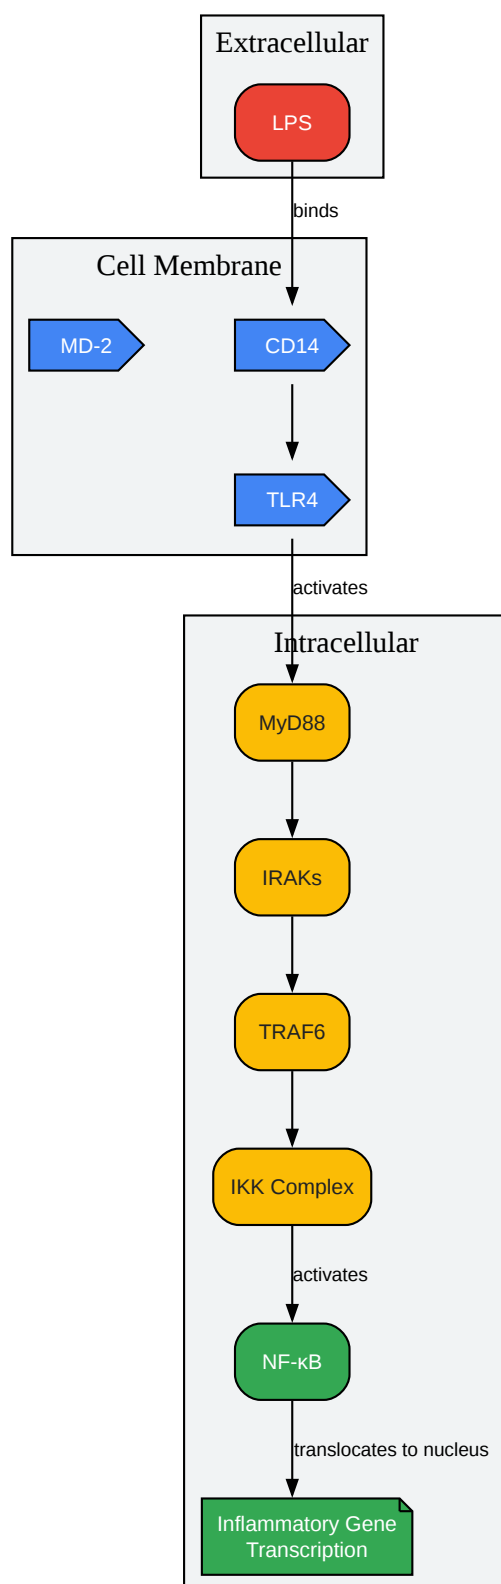 Extracellular
LPS
binds
Cell Membrane
MD-2
CD14
TLR4
activates
Intracellular
MyD88
IRAKs
TRAF6
IKK Complex
activates
NF-κB
translocates to nucleus
Inflammatory Gene
Transcription